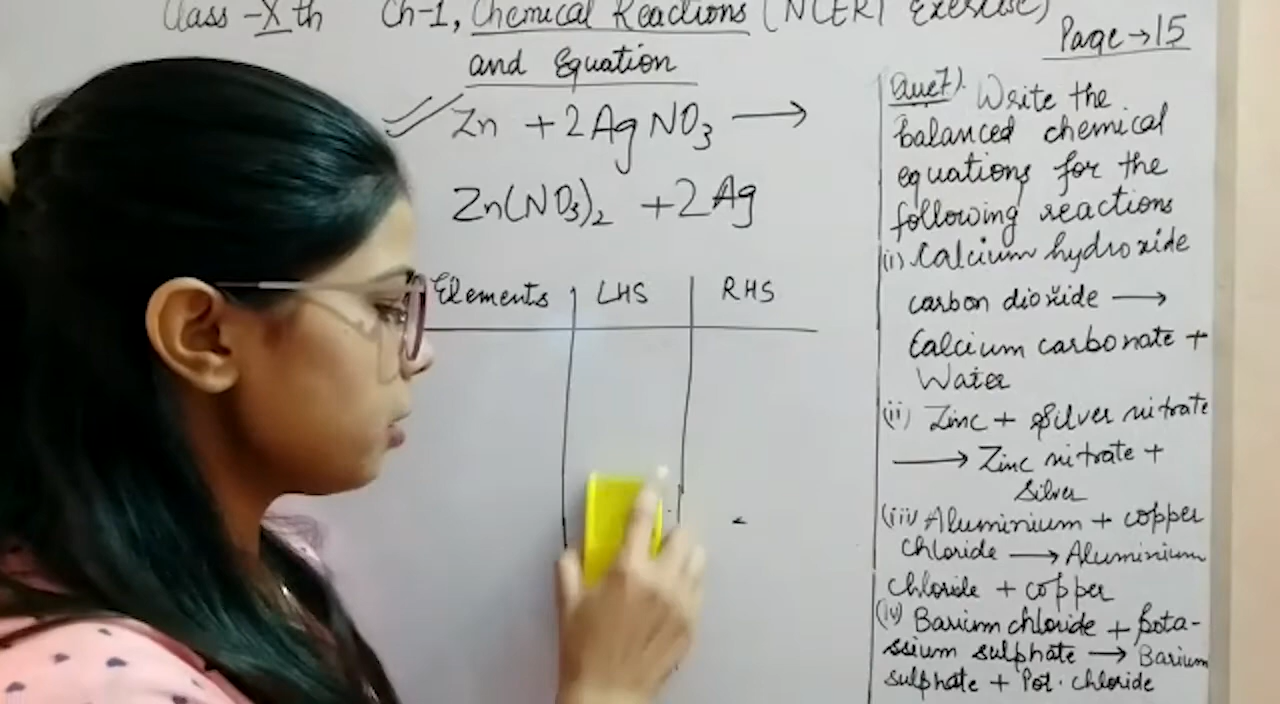 Class -Xth Ch-1, Chemical Reactions (NCERT Exercise)
and Equation
Page→15
Zn + 2AgNO3 ⟶
Zn(NO3)2 + 2Ag
Elements LHS RHS
Que7). Write the
balanced chemical
equations for the
following reactions
(i) Calcium hydroxide
carbon dioxide ⟶
Calcium carbonate +
Water
(ii) Zinc + Silver nitrate
⟶ Zinc nitrate +
Silver
(iii) Aluminium + copper
chloride ⟶ Aluminium
chloride + copper
(iv) Barium chloride + Pota-
ssium sulphate ⟶ Barium
sulphate + Pot. chloride